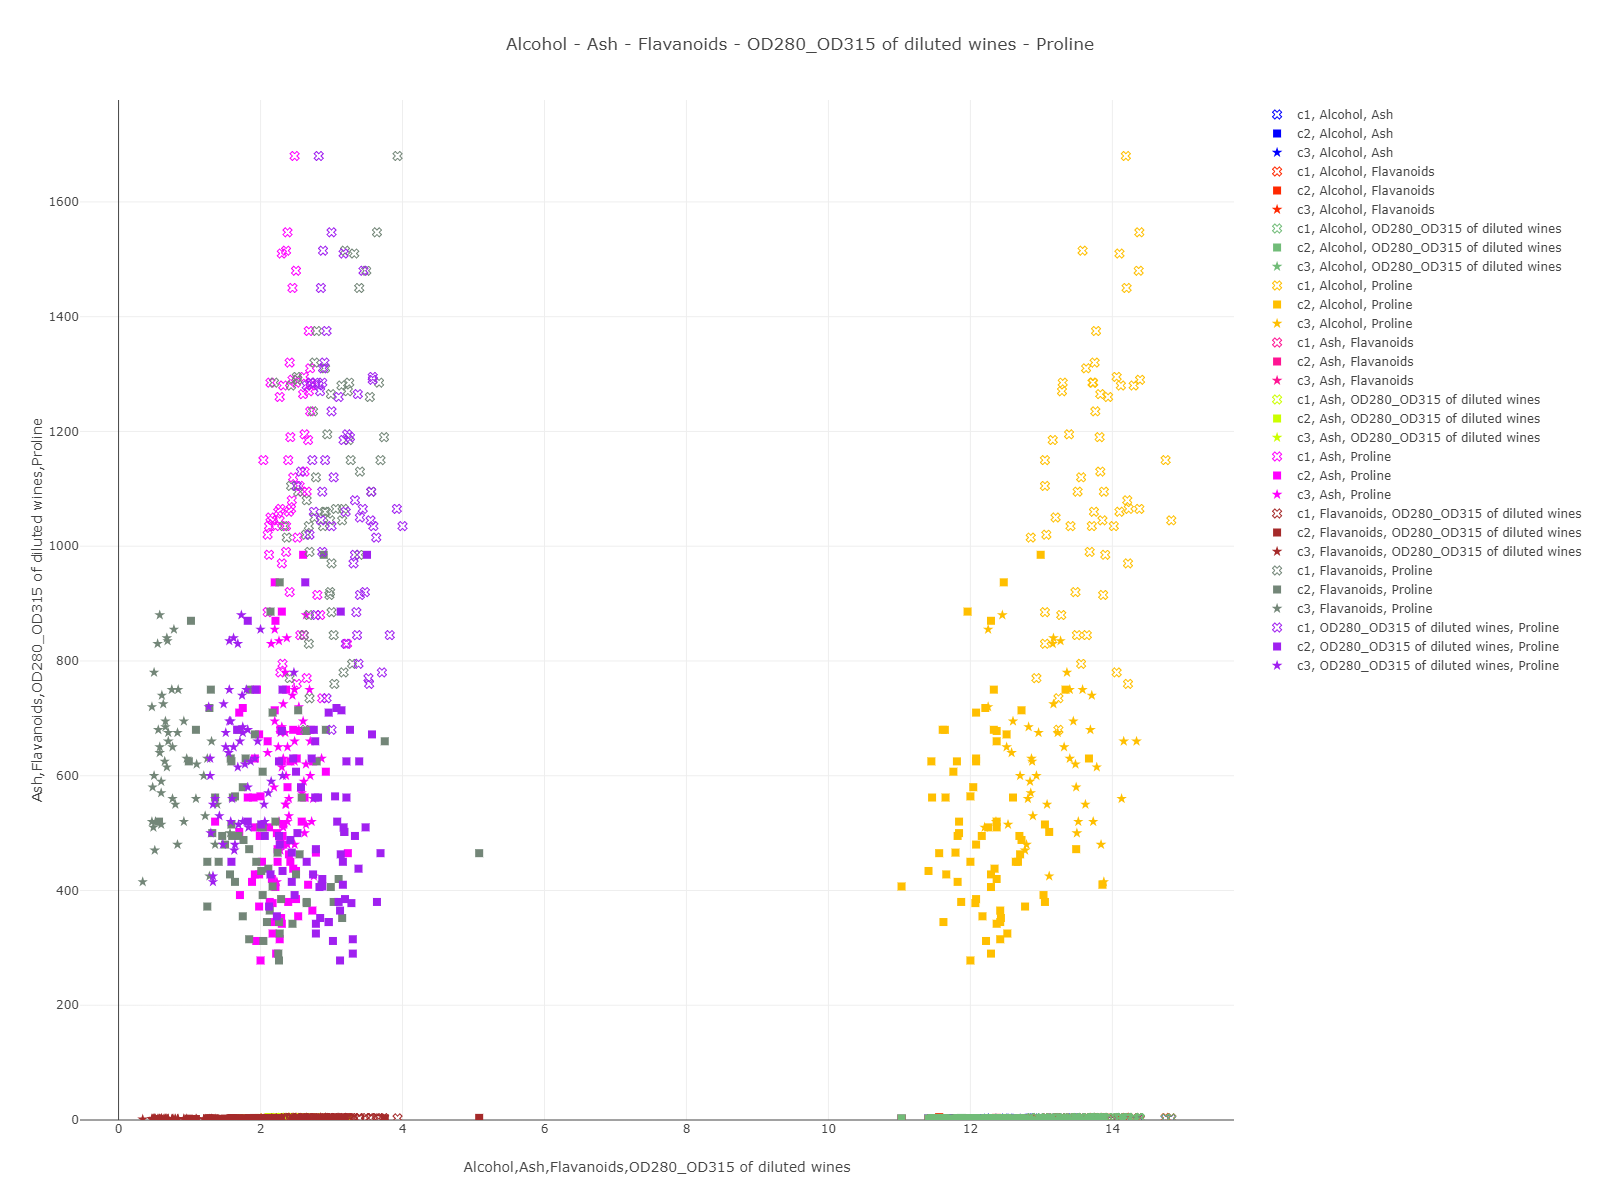 Alcohol - Ash - Flavanoids - OD280_OD315 of diluted wines - Proline
c1, Alcohol, Ash
c2, Alcohol, Ash
c3, Alcohol, Ash
c1, Alcohol, Flavanoids
c2, Alcohol, Flavanoids
c3, Alcohol, Flavanoids
c1, Alcohol, OD280_OD315 of diluted wines
c2, Alcohol, OD280_OD315 of diluted wines
c3, Alcohol, OD280_OD315 of diluted wines
c1, Alcohol, Proline
c2, Alcohol, Proline
c3, Alcohol, Proline
c1, Ash, Flavanoids
c2, Ash, Flavanoids
c3, Ash, Flavanoids
c1, Ash, OD280_OD315 of diluted wines
c2, Ash, OD280_OD315 of diluted wines
c3, Ash, OD280_OD315 of diluted wines
c1, Ash, Proline
c2, Ash, Proline
c3, Ash, Proline
c1, Flavanoids, OD280_OD315 of diluted wines
c2, Flavanoids, OD280_OD315 of diluted wines
c3, Flavanoids, OD280_OD315 of diluted wines
c1, Flavanoids, Proline
c2, Flavanoids, Proline
c3, Flavanoids, Proline
c1, OD280_OD315 of diluted wines, Proline
c2, OD280_OD315 of diluted wines, Proline
c3, OD280_OD315 of diluted wines, Proline
Ash,Flavanoids,OD280_OD315 of diluted wines,Proline
1600
1400
1200
1000
800
600
400
200
0
0 2 4 6 8 10 12 14
Alcohol,Ash,Flavanoids,OD280_OD315 of diluted wines